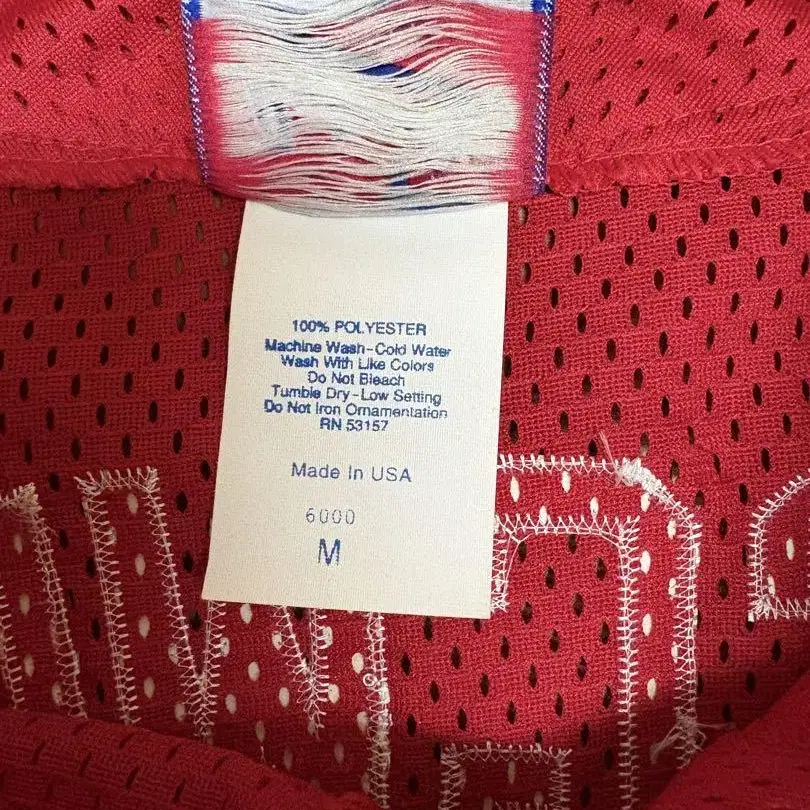 100% POLYESTER
Machine Wash-Cold Water
Wash With Like Colors
Do Not Bleach
Tumble Dry-Low Setting
Do Not Iron Ornamentation
RN 53157
Made In USA
6000
M